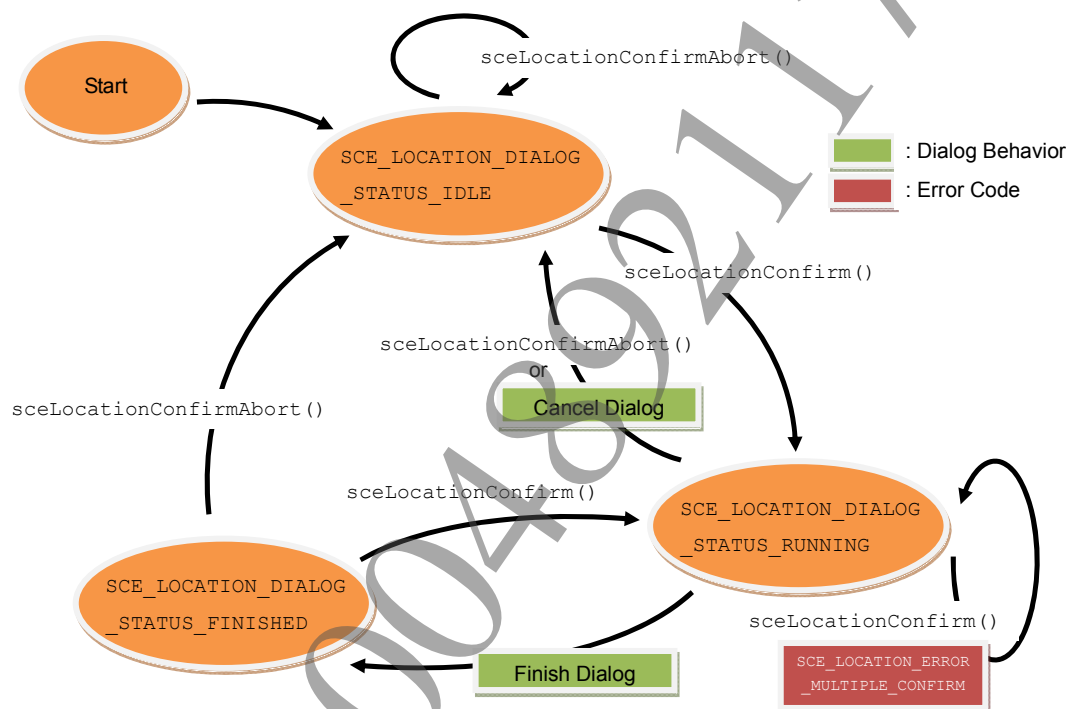 Start
sceLocationConfirmAbort()
SCE_LOCATION_DIALOG
_STATUS_IDLE
: Dialog Behavior
: Error Code
sceLocationConfirm()
sceLocationConfirmAbort()
or
Cancel Dialog
sceLocationConfirmAbort()
sceLocationConfirm()
SCE_LOCATION_DIALOG
_STATUS_RUNNING
SCE_LOCATION_DIALOG
_STATUS_FINISHED
sceLocationConfirm()
SCE_LOCATION_ERROR
_MULTIPLE_CONFIRM
Finish Dialog